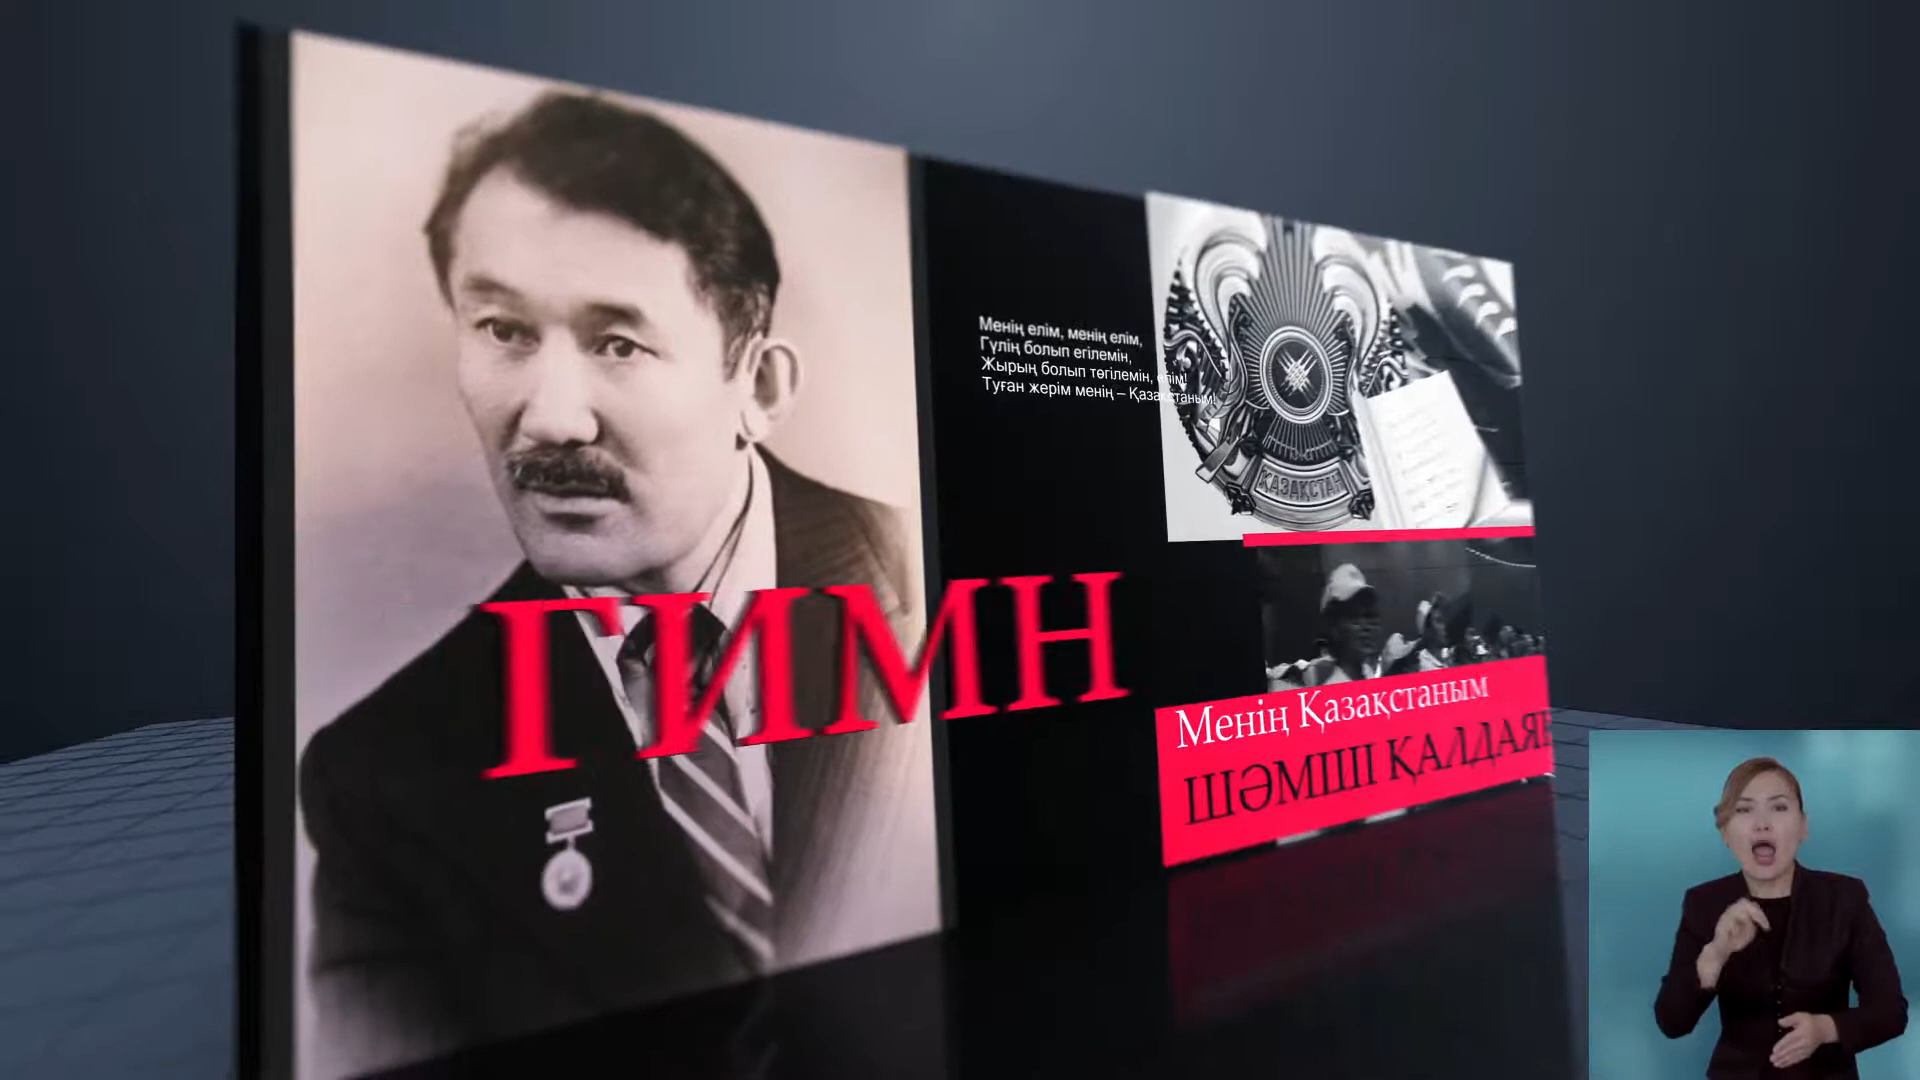 Менің елім, менің елім,
Гүлің болып егілемін,
Жырың болып төгілемін, елім!
Туған жерім менің – Қазақстаным!
ҚАЗАҚСТАН
ГИМН
Менің Қазақстаным
ШӘМШІ